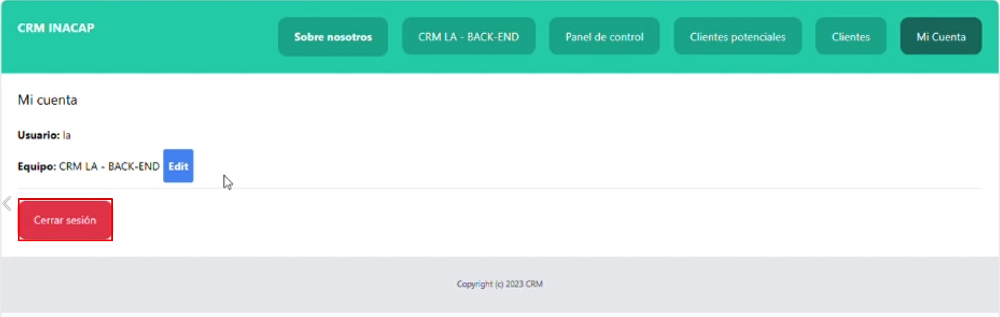 CRM INACAP
Sobre nosotros
CRM LA - BACK-END
Panel de control
Clientes potenciales
Clientes
Mi Cuenta
Mi cuenta
Usuario: la
Equipo: CRM LA - BACK-END Edit
Cerrar sesión
Copyright (c) 2023 CRM